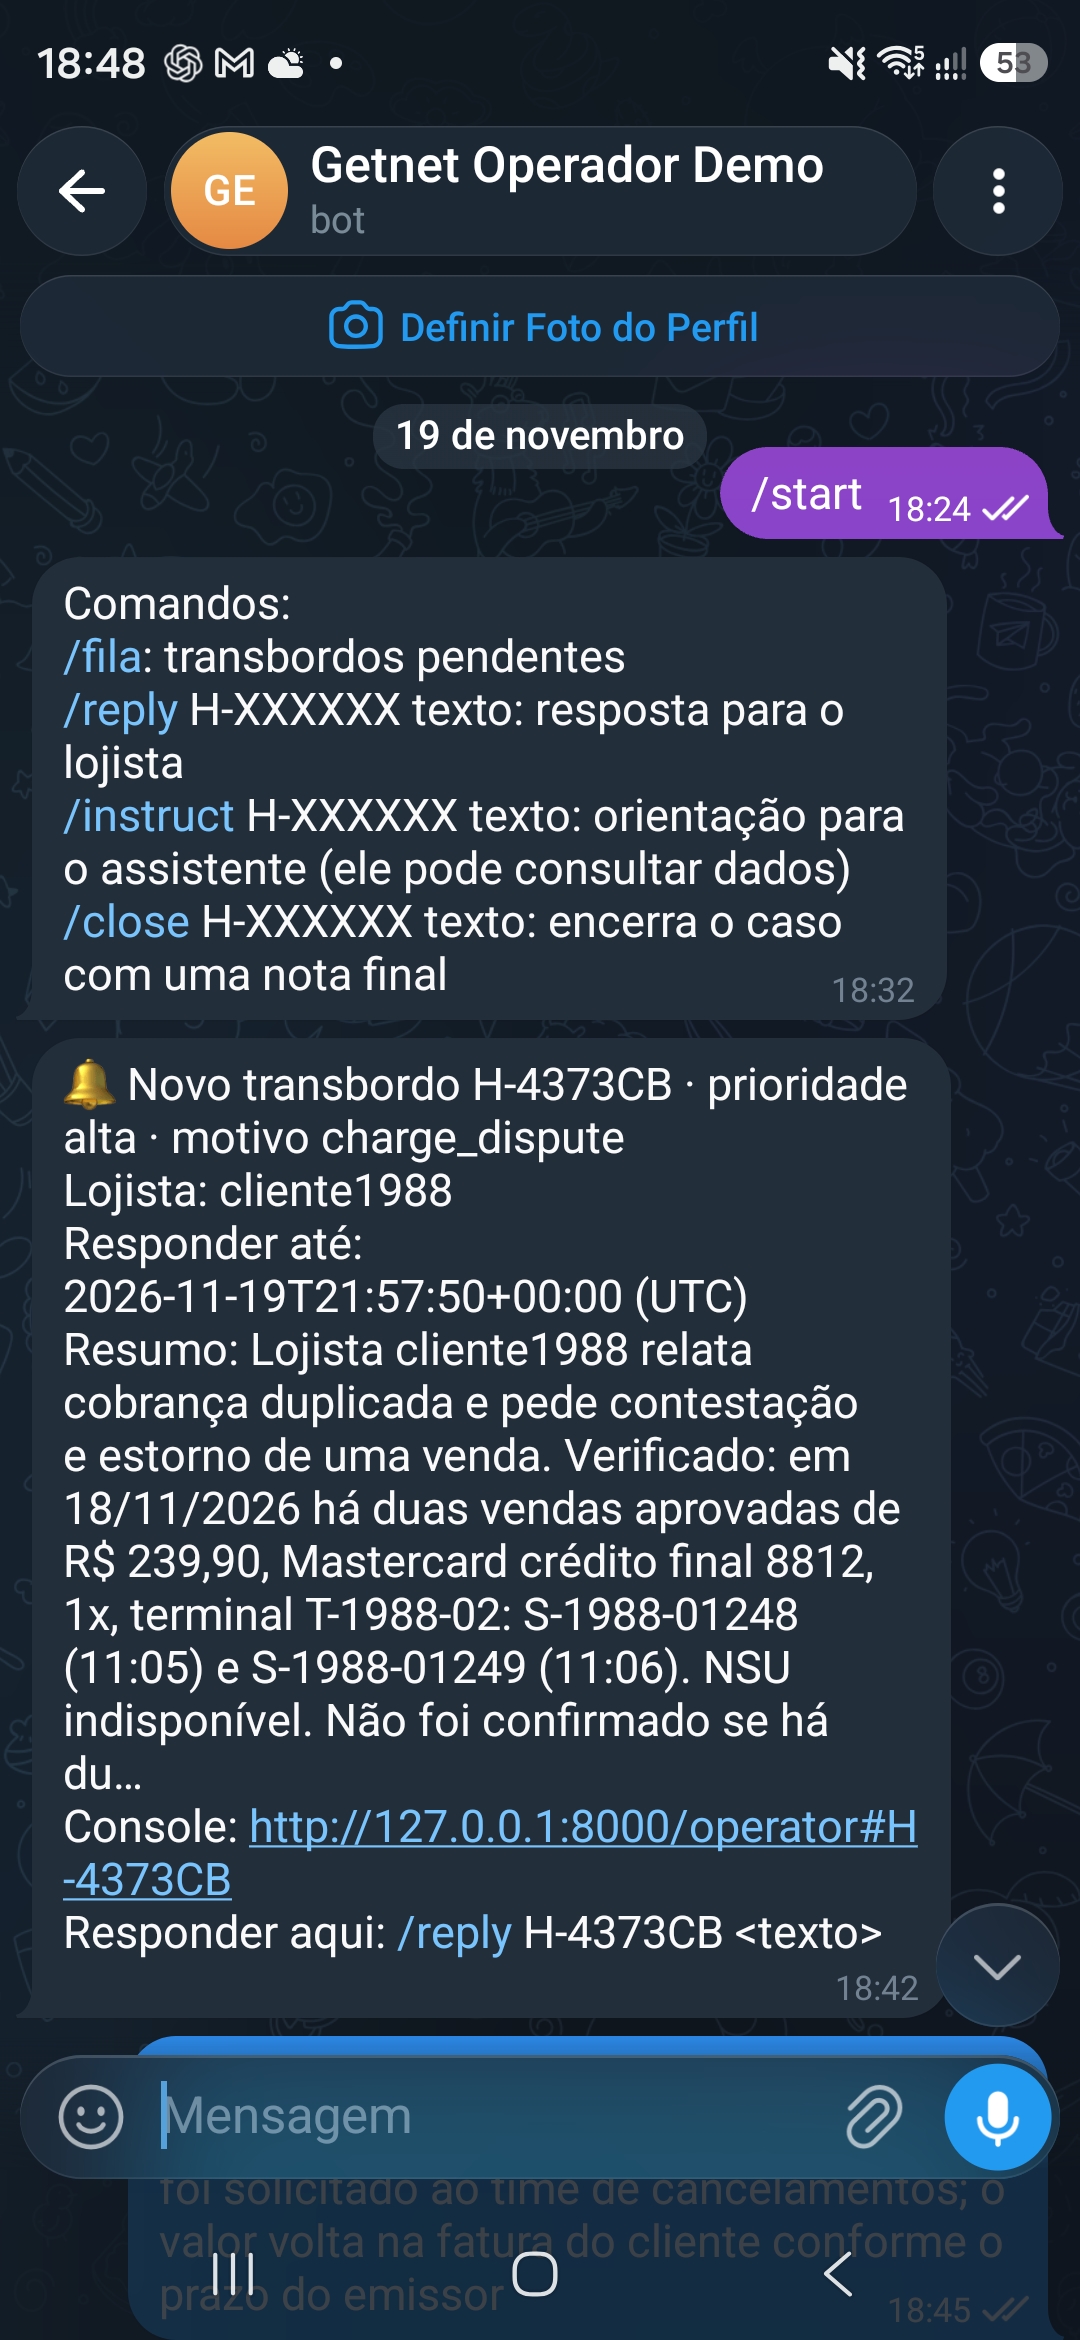 18:48
53
GE
Getnet Operador Demo
bot
Definir Foto do Perfil
19 de novembro
/start 18:24
Comandos:
/fila: transbordos pendentes
/reply H-XXXXXX texto: resposta para o
lojista
/instruct H-XXXXXX texto: orientação para
o assistente (ele pode consultar dados)
/close H-XXXXXX texto: encerra o caso
com uma nota final
18:32
🔔 Novo transbordo H-4373CB · prioridade
alta · motivo charge_dispute
Lojista: cliente1988
Responder até:
2026-11-19T21:57:50+00:00 (UTC)
Resumo: Lojista cliente1988 relata
cobrança duplicada e pede contestação
e estorno de uma venda. Verificado: em
18/11/2026 há duas vendas aprovadas de
R$ 239,90, Mastercard crédito final 8812,
1x, terminal T-1988-02: S-1988-01248
(11:05) e S-1988-01249 (11:06). NSU
indisponível. Não foi confirmado se há
du...
Console: http://127.0.0.1:8000/operator#H
-4373CB
Responder aqui: /reply H-4373CB <texto>
18:42
Mensagem
foi solicitado ao time de cancelamentos; o
valor volta na fatura do cliente conforme o
prazo do emissor
18:45